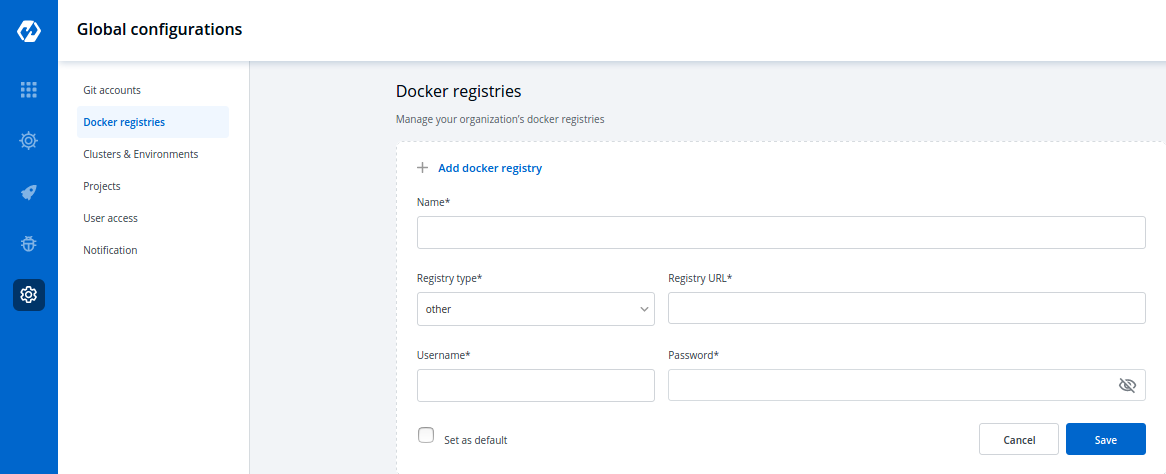 Global configurations
Git accounts
Docker registries
Clusters & Environments
Projects
User access
Notification
Docker registries
Manage your organization's docker registries
Add docker registry
Name*
Registry type* Registry URL*
other
Username* Password*
Set as default Cancel Save